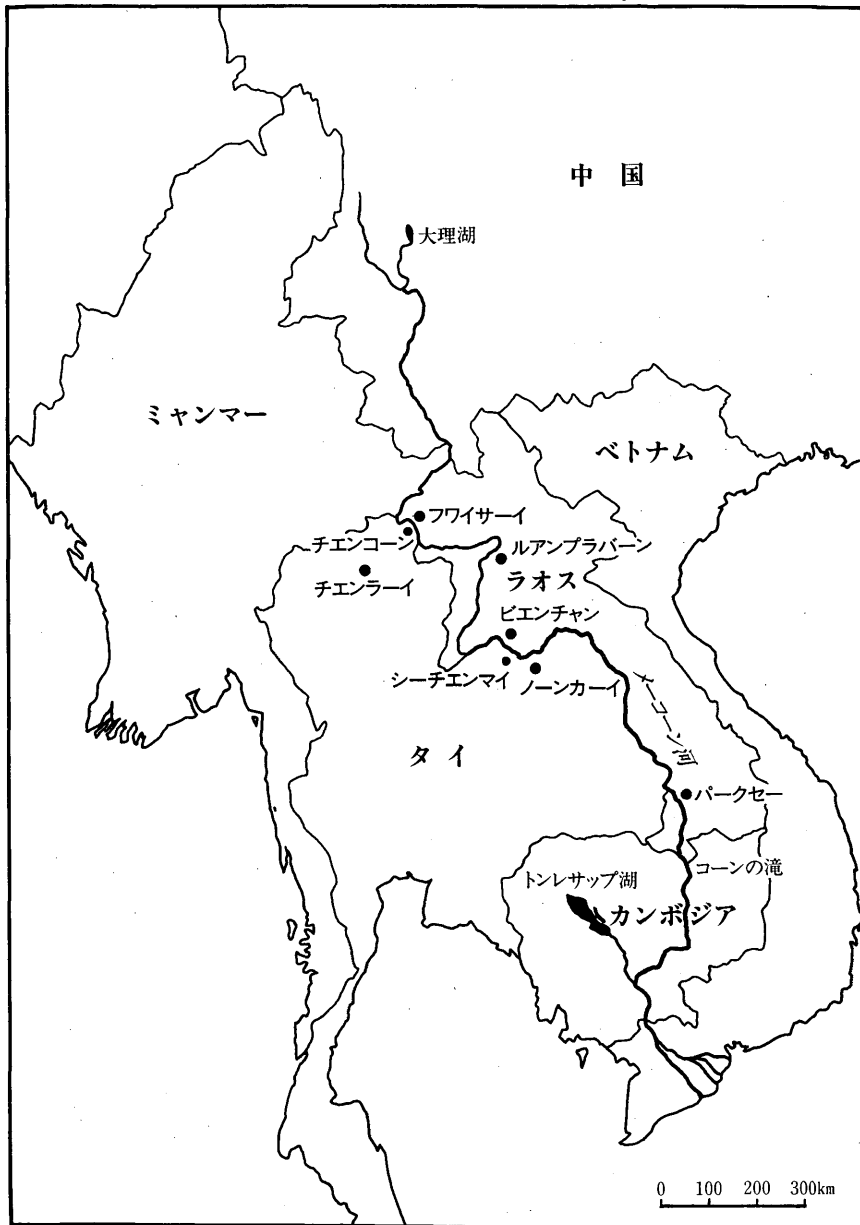 中国
大理湖
ミャンマー
ベトナム
フワイサーイ
チエンコーン
ルアンプラバーン
チエンラーイ
ラオス
ビエンチャン
シーチエンマイ
ノーンカーイ
メーコーン河
タイ
パークセー
コーンの滝
トンレサップ湖
カンボジア
0 100 200 300km